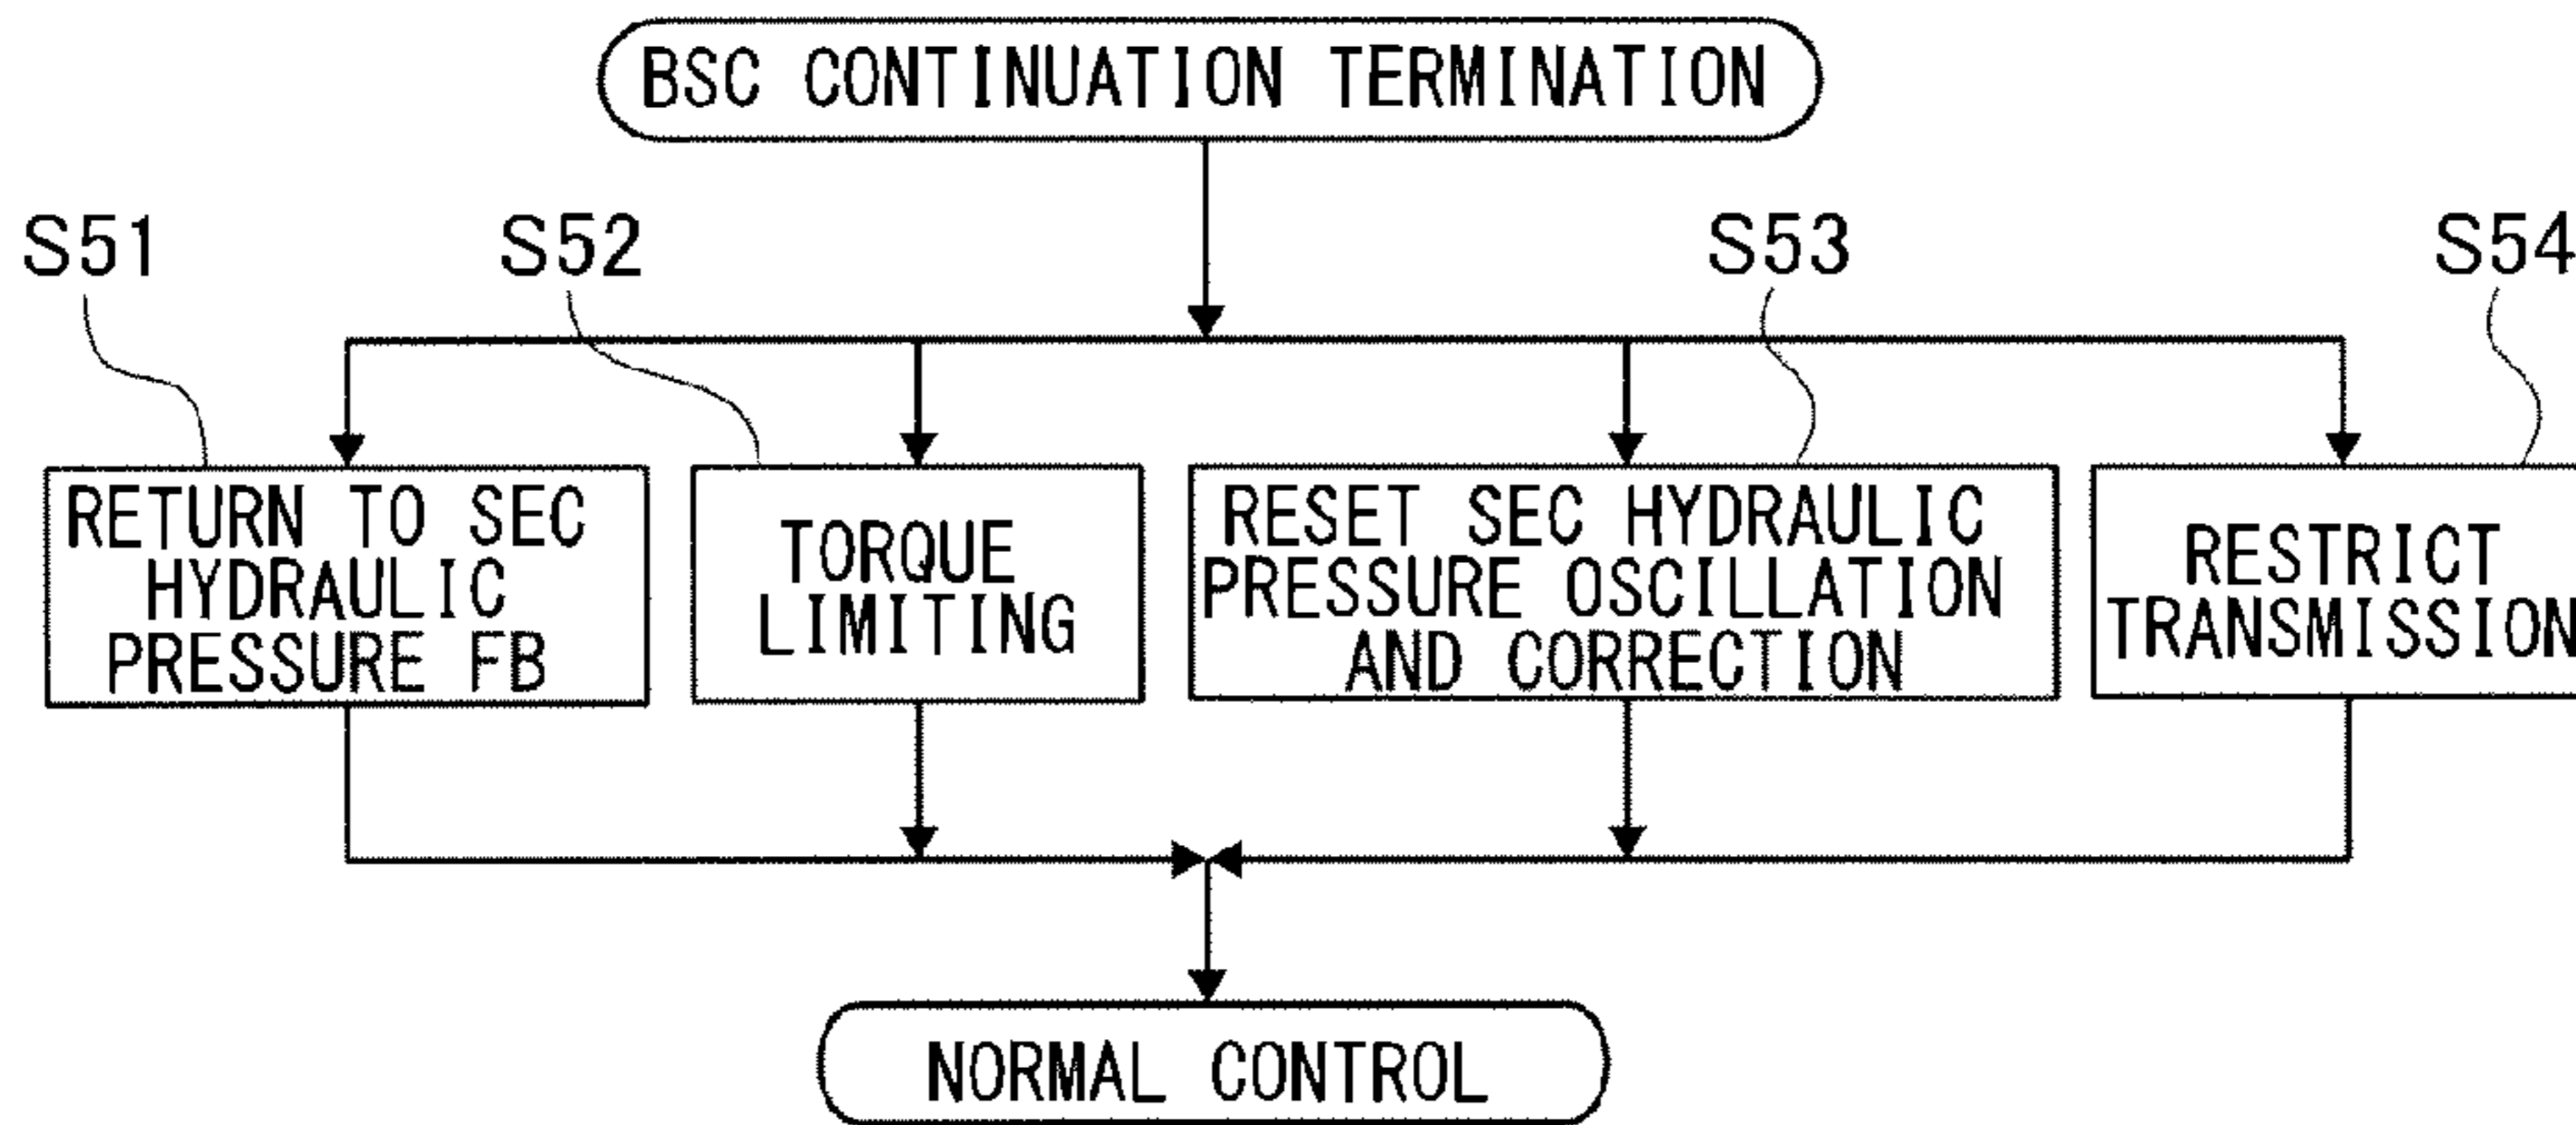 BSC CONTINUATION TERMINATION
S51
S52
S53
S54
RETURN TO SEC
HYDRAULIC
PRESSURE FB
TORQUE
LIMITING
RESET SEC HYDRAULIC
PRESSURE OSCILLATION
AND CORRECTION
RESTRICT
TRANSMISSION
NORMAL CONTROL